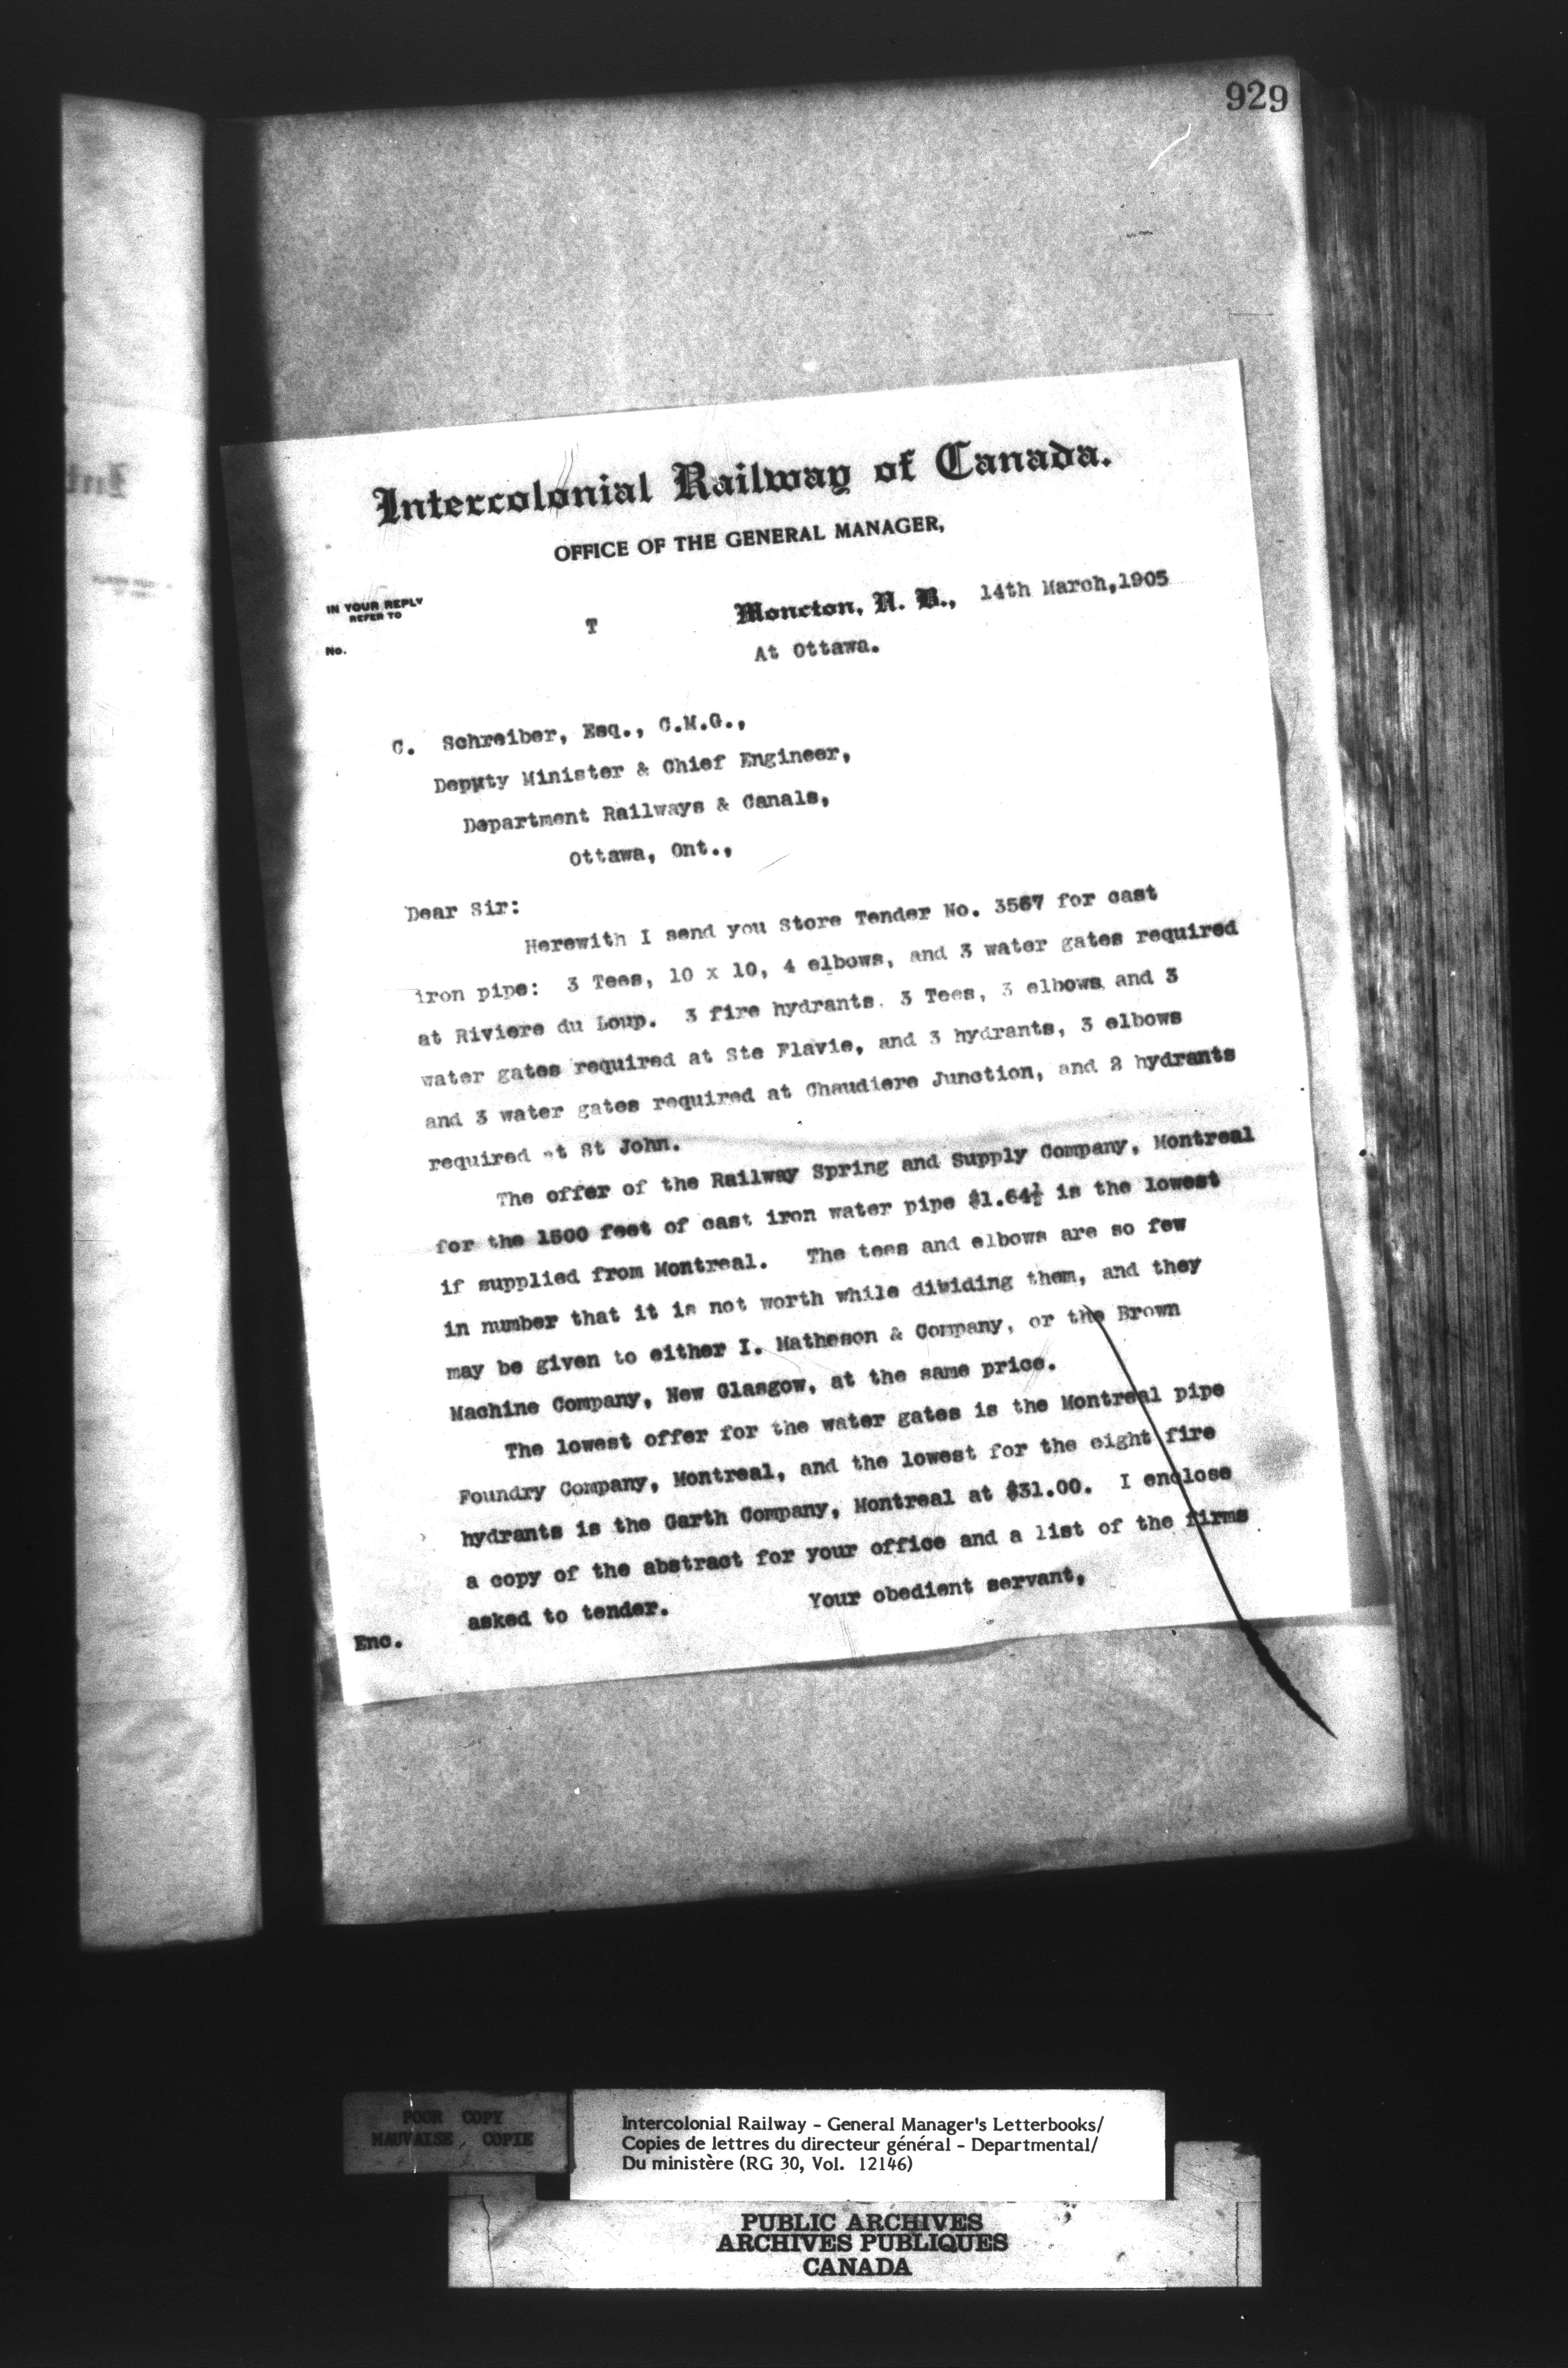 929
Intercolonial Railway of Canada.
OFFICE OF THE GENERAL MANAGER,
IN YOUR REPLY
REFER TO
No.
T
Moncton, N. B., 14th March,1905
At Ottawa.
C. Schreiber, Esq., C.M.G.,
Deputy Minister & Chief Engineer,
Department Railways & Canals,
Ottawa, Ont.,
Dear Sir:
Herewith I send you Store Tender No. 3567 for cast
iron pipe: 3 Tees, 10 x 10, 4 elbows, and 3 water gates required
at Riviere du Loup. 3 fire hydrants. 3 Tees, 3 elbows and 3
water gates required at Ste Flavie, and 3 hydrants, 3 elbows
and 3 water gates required at Chaudiere Junction, and 2 hydrants
required at St John.
The offer of the Railway Spring and Supply Company, Montreal
for the 1500 feet of cast iron water pipe $1.64½ is the lowest
if supplied from Montreal. The tees and elbows are so few
in number that it is not worth while dividing them, and they
may be given to either I. Matheson & Company, or the Brown
Machine Company, New Glasgow, at the same price.
The lowest offer for the water gates is the Montreal pipe
Foundry Company, Montreal, and the lowest for the eight fire
hydrants is the Garth Company, Montreal at $31.00. I enclose
a copy of the abstract for your office and a list of the firms
asked to tender.
Your obedient servant,
Enc.
POOR COPY
MAUVAISE COPIE
Intercolonial Railway - General Manager's Letterbooks/
Copies de lettres du directeur général - Departmental/
Du ministère (RG 30, Vol. 12146)
PUBLIC ARCHIVES
ARCHIVES PUBLIQUES
CANADA